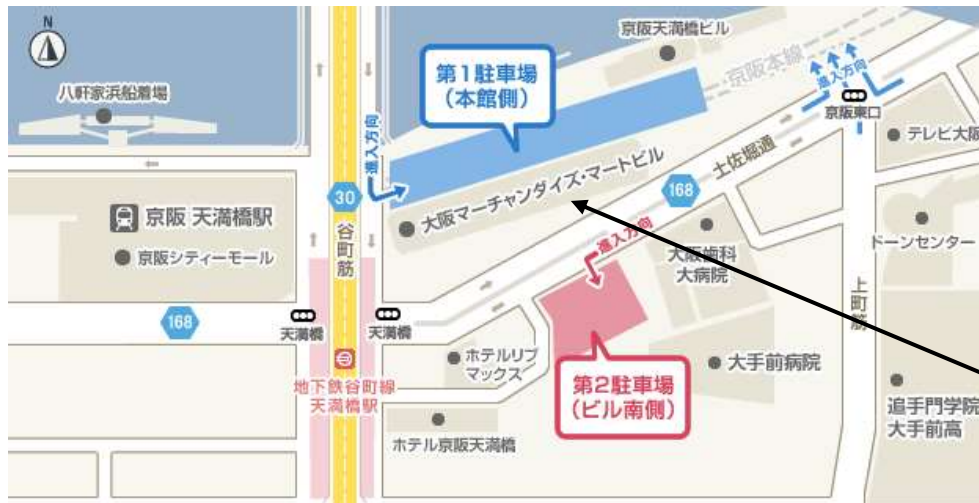 N
京阪天満橋ビル
第1駐車場
(本館側)
京阪本線
進入方向
八軒家浜船着場
京阪東口
テレビ大阪
進入方向
土佐堀通
大阪マーチャンダイズ・マートビル
30
168
京阪 天満橋駅
谷町筋
進入方向
大阪歯科
大病院
ドーンセンター
京阪シティーモール
上町筋
168
天満橋
天満橋
ホテルリブ
マックス
大手前病院
地下鉄谷町線
天満橋駅
第2駐車場
(ビル南側)
追手門学院
大手前高
ホテル京阪天満橋